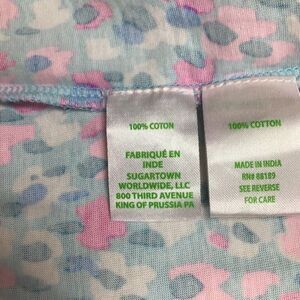 100% COTON
FABRIQUÉ EN
INDE
SUGARTOWN
WORLDWIDE, LLC
800 THIRD AVENUE
KING OF PRUSSIA PA
100% COTTON
MADE IN INDIA
RN# 88189
SEE REVERSE
FOR CARE